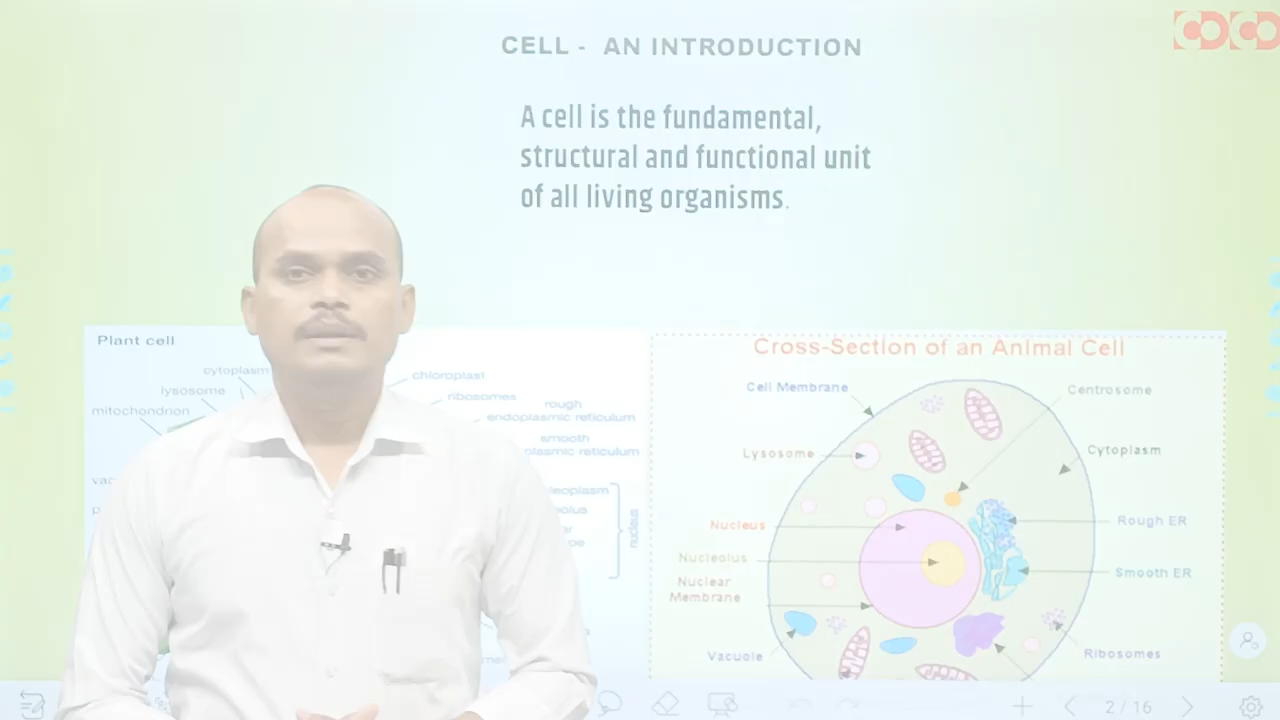 CELL - AN INTRODUCTION
A cell is the fundamental,
structural and functional unit
of all living organisms.
Plant cell
cytoplasm
lysosome
mitochondrion
chloroplast
ribosomes
rough
endoplasmic reticulum
smooth
nucleus
Cross-Section of an Animal Cell
Cell Membrane
Centrosome
Lysosome
Cytoplasm
Nucleus
Rough ER
Nucleolus
Smooth ER
Nuclear
Membrane
Vacuole
Ribosomes
2 / 16